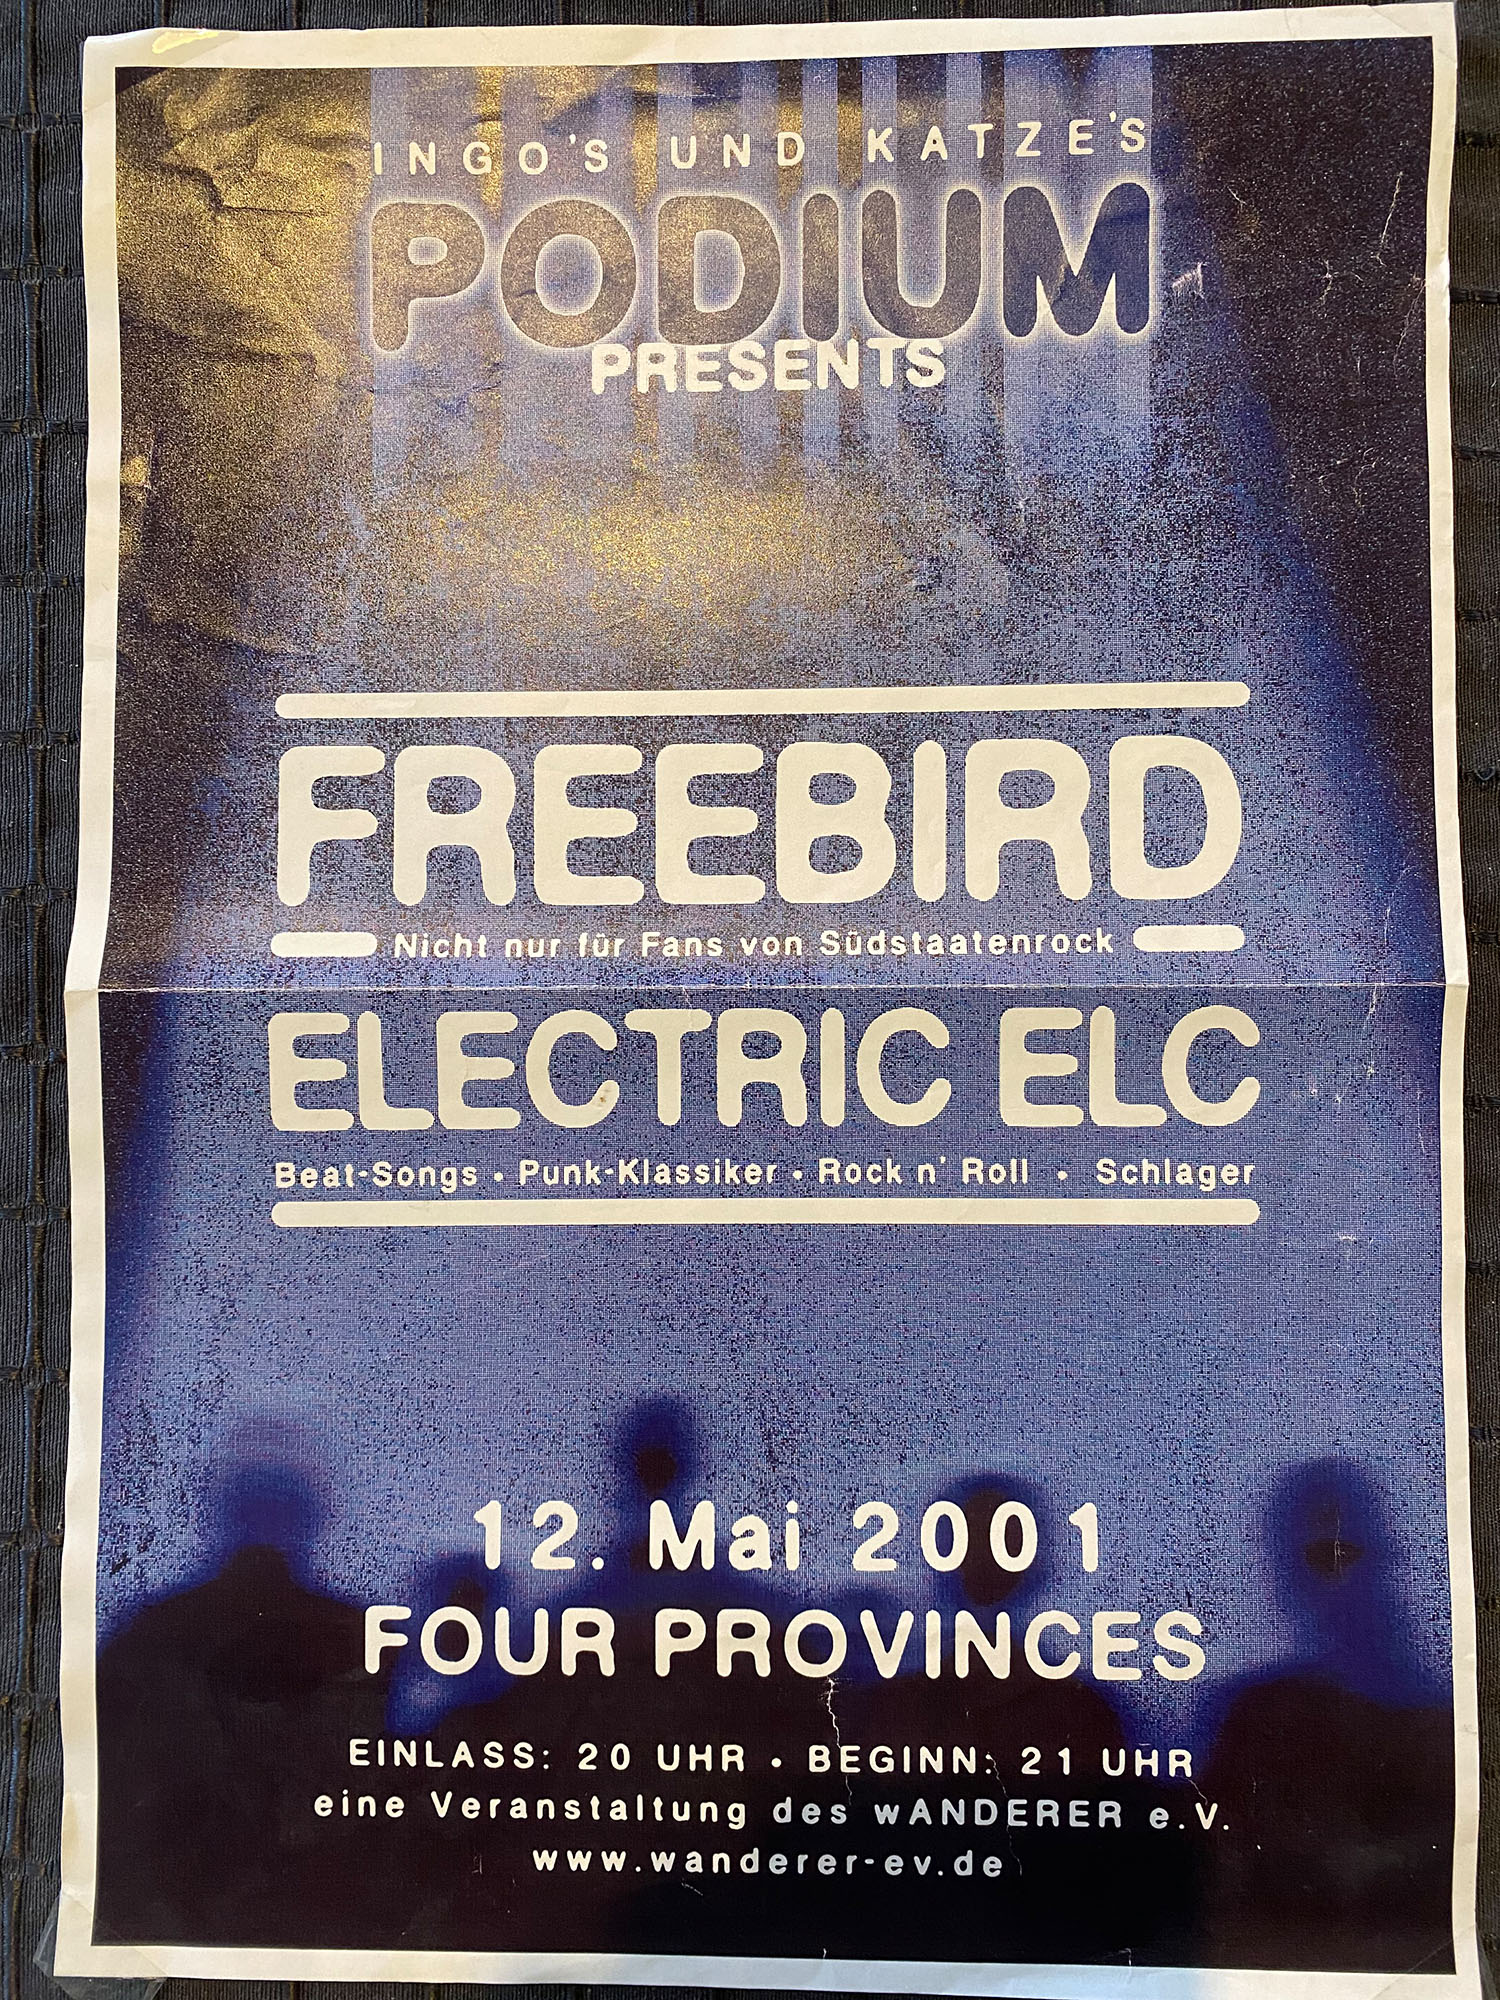 INGO'S UND KATZE'S
PODIUM
PRESENTS
FREEBIRD
Nicht nur für Fans von Südstaatenrock
ELECTRIC ELC
Beat-Songs • Punk-Klassiker • Rock n' Roll • Schlager
12. Mai 2001
FOUR PROVINCES
EINLASS: 20 UHR • BEGINN: 21 UHR
eine Veranstaltung des wANDERER e.V.
www.wanderer-ev.de